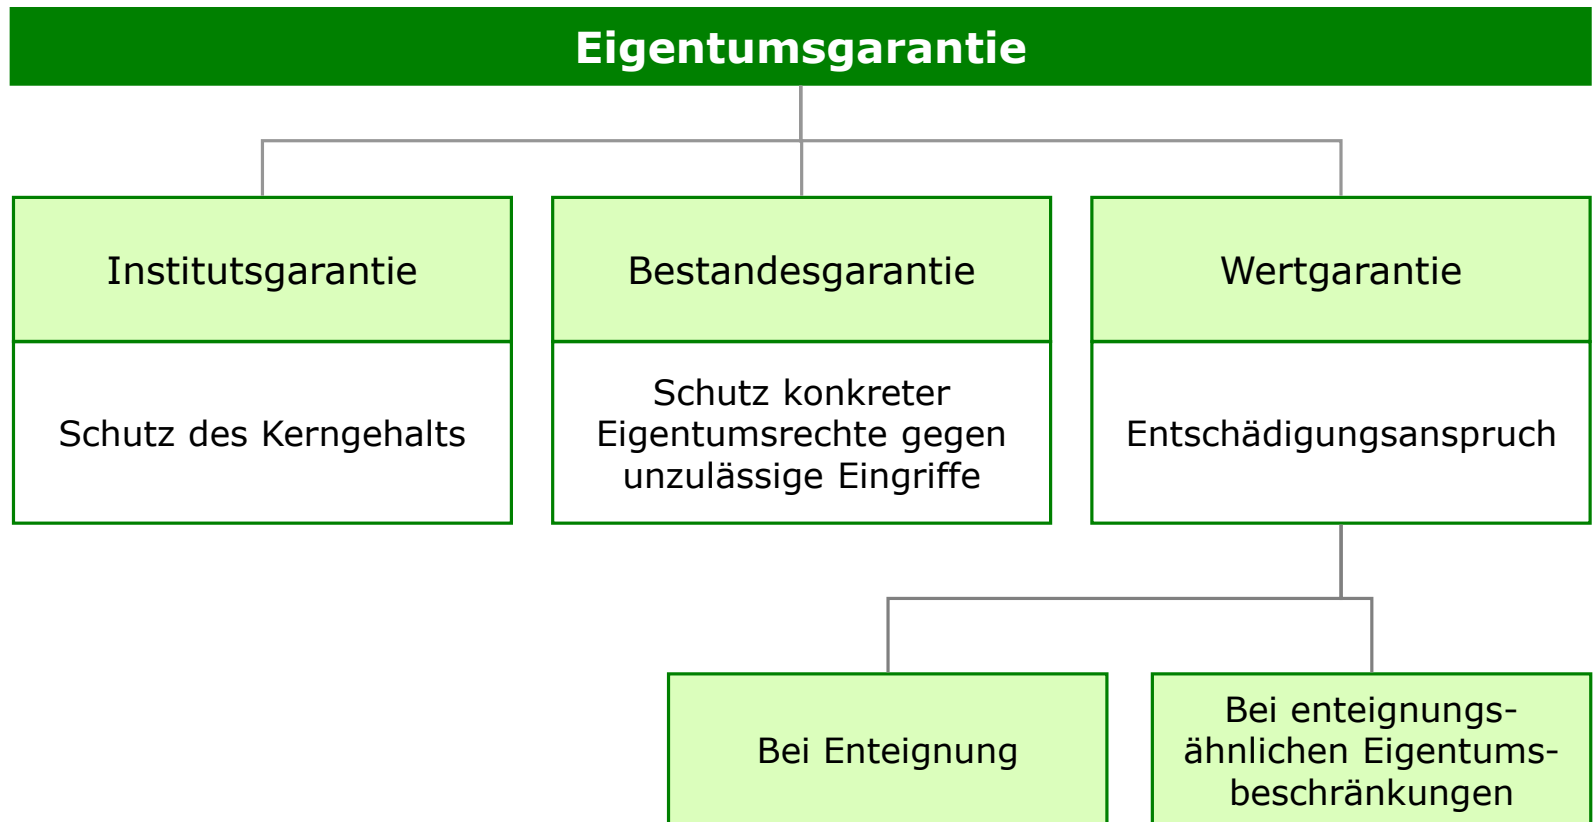 Eigentumsgarantie
Institutsgarantie
Schutz des Kerngehalts
Bestandesgarantie
Schutz konkreter
Eigentumsrechte gegen
unzulässige Eingriffe
Wertgarantie
Entschädigungsanspruch
Bei Enteignung
Bei enteignungs-
ähnlichen Eigentums-
beschränkungen